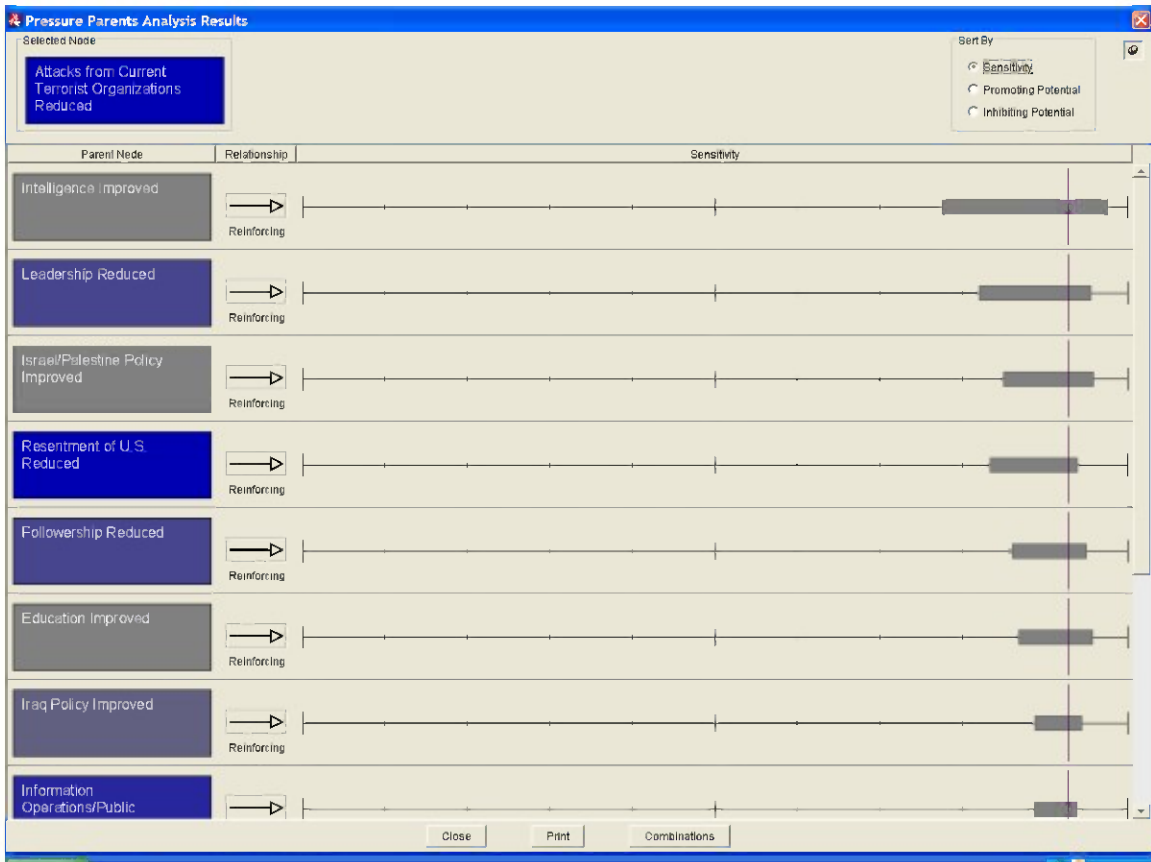 Pressure Parents Analysis Results
Selected Node
Attacks from Current
Terrorist Organizations
Reduced
Sort By
Sensitivity
Promoting Potential
Inhibiting Potential
Parent Node
Relationship
Sensitivity
Intelligence Improved
Reinforcing
Leadership Reduced
Reinforcing
Israel/Palestine Policy
Improved
Reinforcing
Resentment of U.S.
Reduced
Reinforcing
Followership Reduced
Reinforcing
Education Improved
Reinforcing
Iraq Policy Improved
Reinforcing
Information
Operations/Public
Close
Print
Combinations